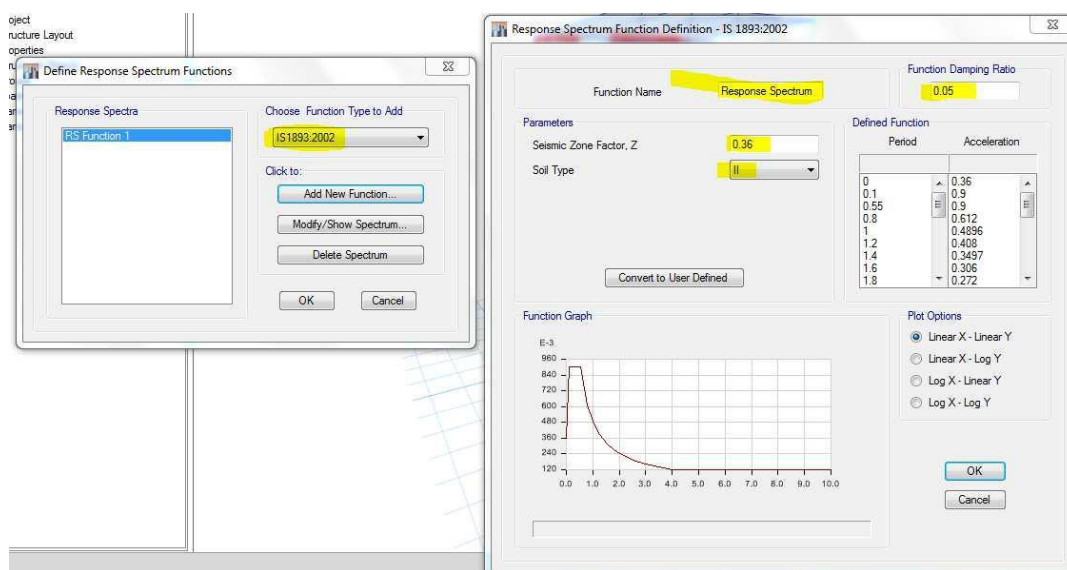 oject
ructure Layout
operties
Define Response Spectrum Functions
Response Spectra
RS Function 1
Choose Function Type to Add
IS1893:2002
Click to:
Add New Function...
Modify/Show Spectrum...
Delete Spectrum
OK
Cancel
Response Spectrum Function Definition - IS 1893:2002
Function Name
Response Spectrum
Function Damping Ratio
0.05
Parameters
Seismic Zone Factor, Z
0.36
Soil Type
II
Convert to User Defined
Defined Function
Period Acceleration
0 0.36
0.1 0.9
0.55 0.9
0.8 0.612
1 0.4896
1.2 0.408
1.4 0.3497
1.6 0.306
1.8 0.272
Function Graph
E-3
960
840
720
600
480
360
240
120
0.0 1.0 2.0 3.0 4.0 5.0 6.0 7.0 8.0 9.0 10.0
Plot Options
Linear X - Linear Y
Linear X - Log Y
Log X - Linear Y
Log X - Log Y
OK
Cancel